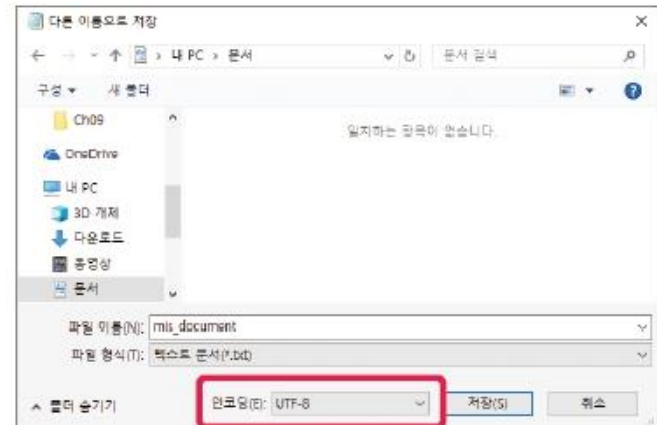 다른 이름으로 저장
내 PC > 문서
문서 검색
구성 새 폴더
Ch09
일치하는 항목이 없습니다.
OneDrive
내 PC
3D 개체
다운로드
동영상
문서
파일 이름(N): mis_document
파일 형식(T): 텍스트 문서(*.txt)
폴더 숨기기 인코딩(E): UTF-8 저장(S) 취소